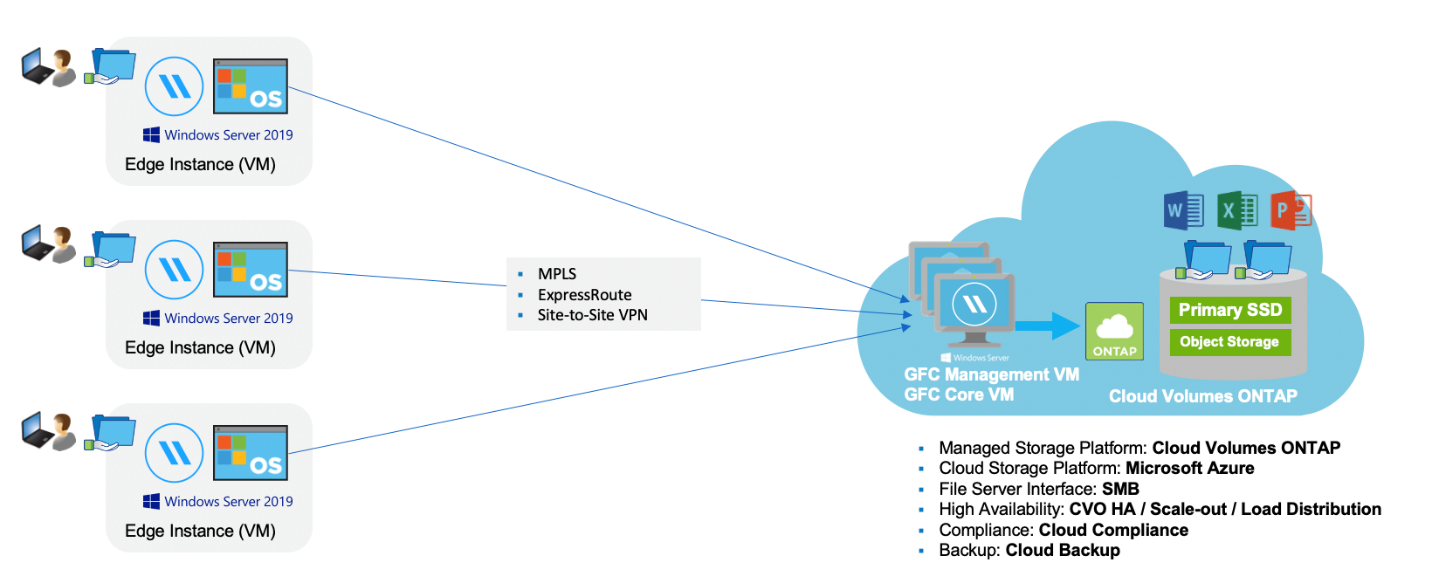 OS
Windows Server 2019
Edge Instance (VM)
OS
Windows Server 2019
Edge Instance (VM)
OS
Windows Server 2019
Edge Instance (VM)
▪ MPLS
▪ ExpressRoute
▪ Site-to-Site VPN
Windows Server
GFC Management VM
GFC Core VM
ONTAP
W X P
Primary SSD
Object Storage
Cloud Volumes ONTAP
▪ Managed Storage Platform: Cloud Volumes ONTAP
▪ Cloud Storage Platform: Microsoft Azure
▪ File Server Interface: SMB
▪ High Availability: CVO HA / Scale-out / Load Distribution
▪ Compliance: Cloud Compliance
▪ Backup: Cloud Backup